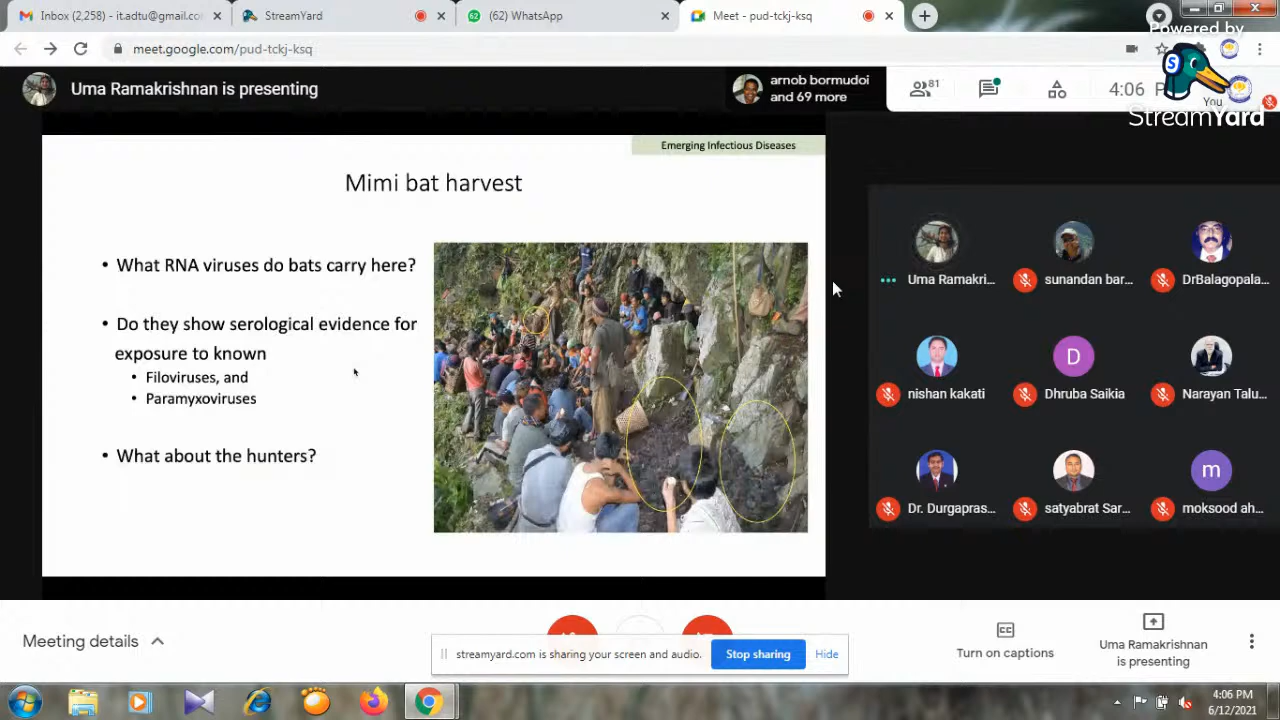 Inbox (2,258) - it.adtu@gmail.co
StreamYard
(62) WhatsApp
Meet - pud-tckj-ksq
meet.google.com/pud-tckj-ksq
Powered by
StreamYard
Uma Ramakrishnan is presenting
arnob bormudoi
and 69 more
81
4:06 P
You
Emerging Infectious Diseases
Mimi bat harvest
• What RNA viruses do bats carry here?
• Do they show serological evidence for
exposure to known
• Filoviruses, and
• Paramyxoviruses
• What about the hunters?
Uma Ramakri...
sunandan bar...
DrBalagopala...
nishan kakati
D
Dhruba Saikia
Narayan Talu...
Dr. Durgapras...
satyabrat Sar...
m
moksood ah...
Meeting details
streamyard.com is sharing your screen and audio.
Stop sharing
Hide
CC
Turn on captions
Uma Ramakrishnan
is presenting
4:06 PM
6/12/2021